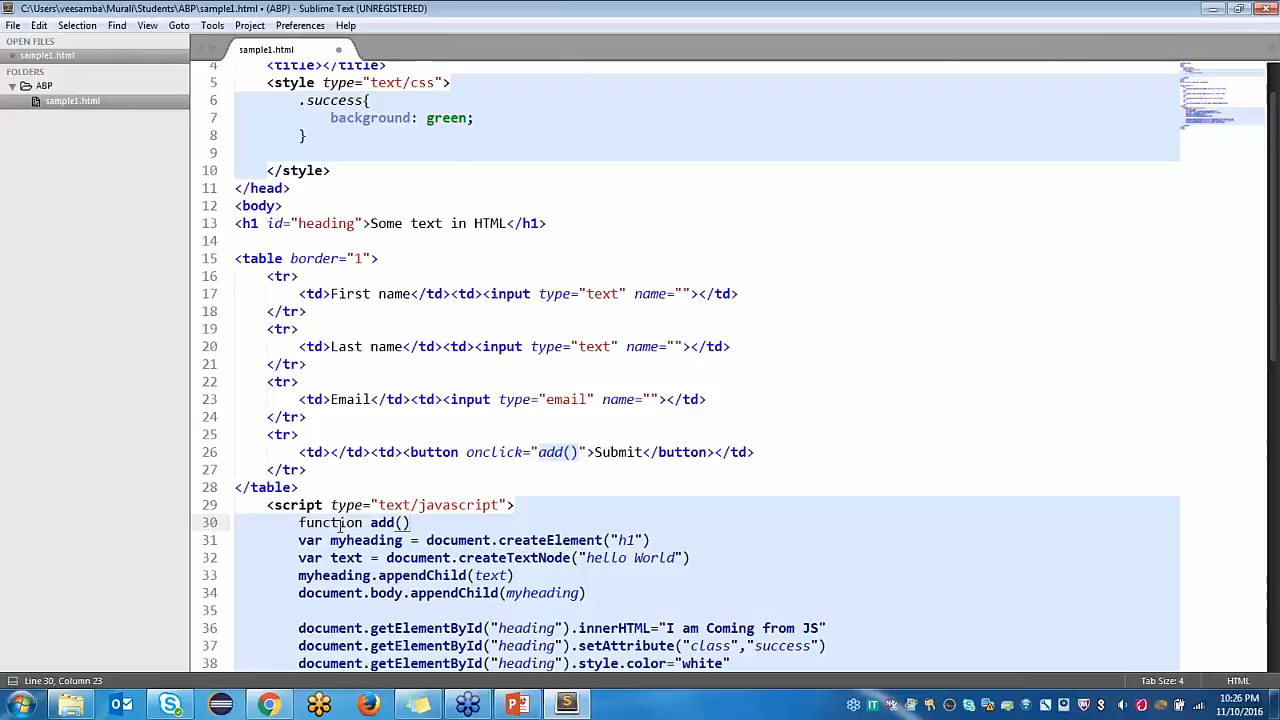 C:\Users\veesamba\Murali\Students\ABP\sample1.html • (ABP) - Sublime Text (UNREGISTERED)
File Edit Selection Find View Goto Tools Project Preferences Help
OPEN FILES
sample1.html
FOLDERS
ABP
sample1.html
sample1.html
4 <title></title>
5 <style type="text/css">
6 .success{
7 background: green;
8 }
9
10 </style>
11 </head>
12 <body>
13 <h1 id="heading">Some text in HTML</h1>
14
15 <table border="1">
16 <tr>
17 <td>First name</td><td><input type="text" name=""></td>
18 </tr>
19 <tr>
20 <td>Last name</td><td><input type="text" name=""></td>
21 </tr>
22 <tr>
23 <td>Email</td><td><input type="email" name=""></td>
24 </tr>
25 <tr>
26 <td></td><td><button onclick="add()">Submit</button></td>
27 </tr>
28 </table>
29 <script type="text/javascript">
30 function add()
31 var myheading = document.createElement("h1")
32 var text = document.createTextNode("hello World")
33 myheading.appendChild(text)
34 document.body.appendChild(myheading)
35
36 document.getElementById("heading").innerHTML="I am Coming from JS"
37 document.getElementById("heading").setAttribute("class","success")
38 document.getElementById("heading").style.color="white"
Line 30, Column 23 Tab Size: 4 HTML
10:26 PM
11/10/2016